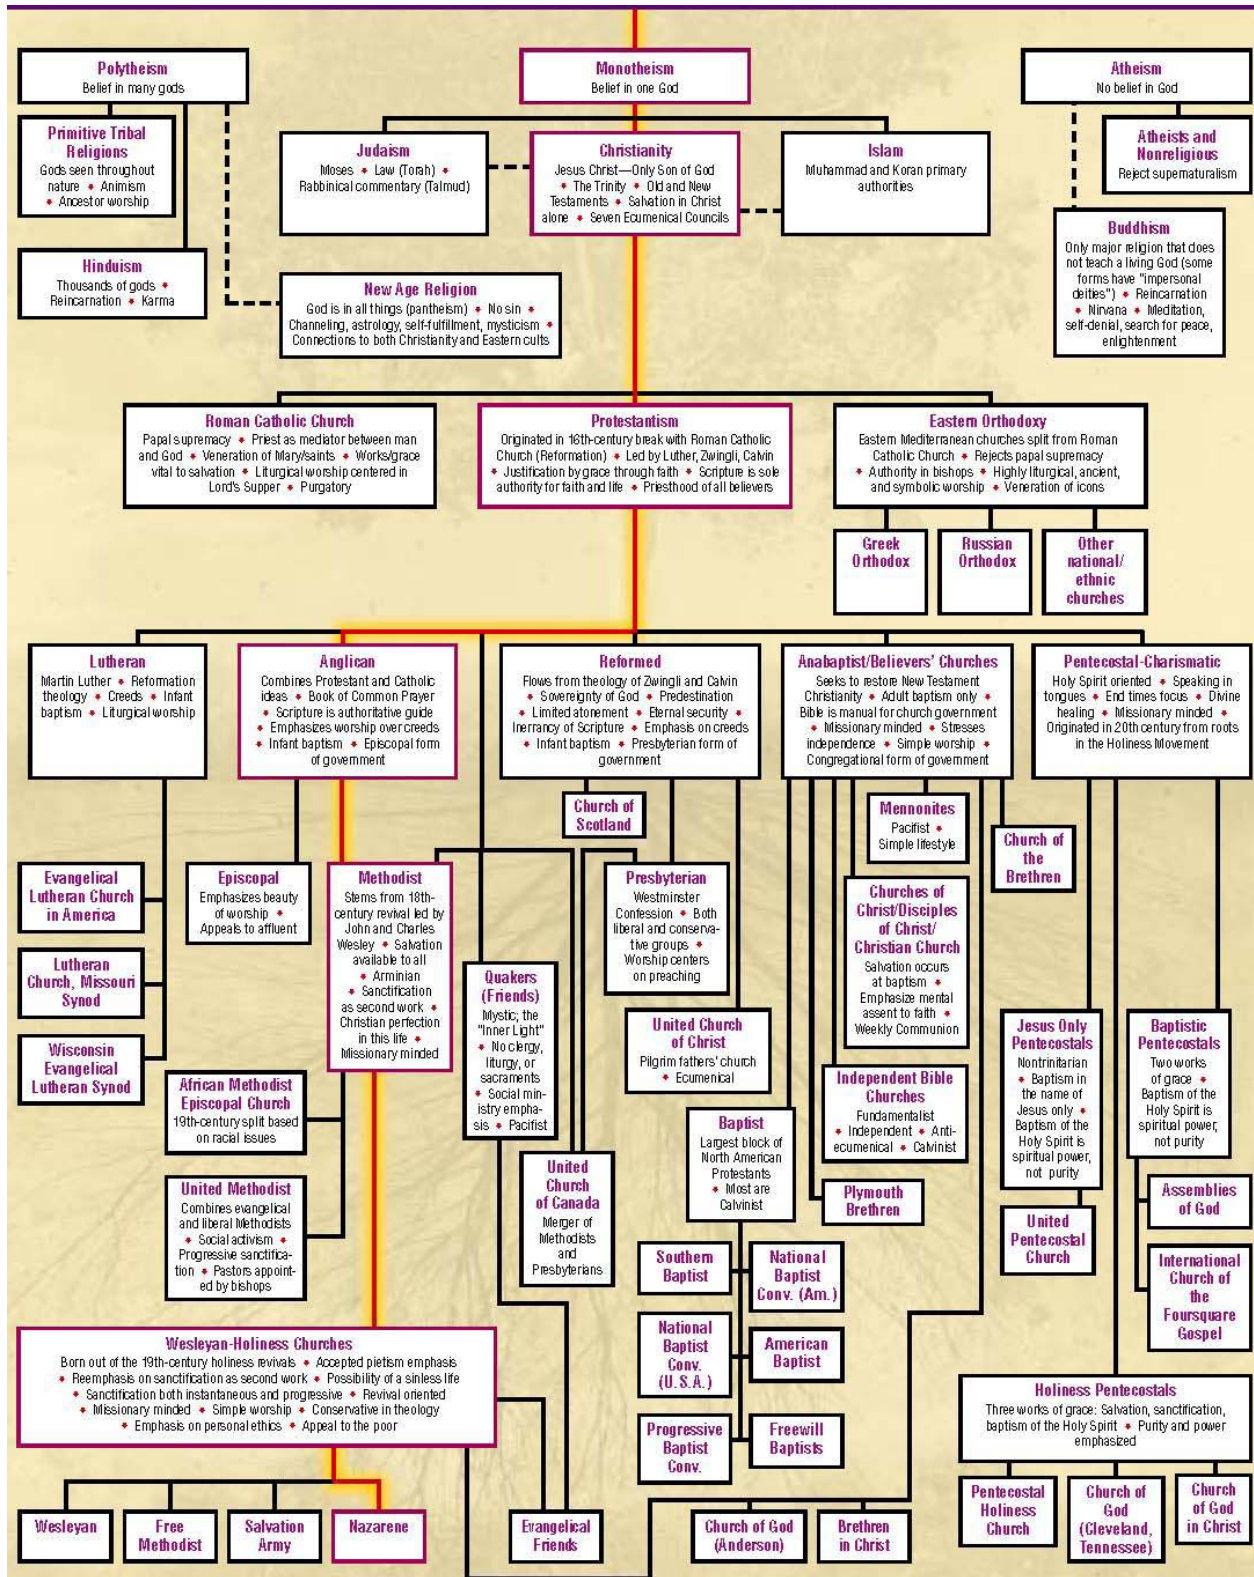 Polytheism
Belief in many gods
Monotheism
Belief in one God
Atheism
No belief in God
Primitive Tribal
Religions
Gods seen throughout
nature ♦ Animism
♦ Ancestor worship
Judaism
Moses ♦ Law (Torah) ♦
Rabbinical commentary (Talmud)
Christianity
Jesus Christ—Only Son of God
♦ The Trinity ♦ Old and New
Testaments ♦ Salvation in Christ
alone ♦ Seven Ecumenical Councils
Islam
Muhammad and Koran primary
authorities
Atheists and
Nonreligious
Reject supernaturalism
Hinduism
Thousands of gods ♦
Reincarnation ♦ Karma
New Age Religion
God is in all things (pantheism) ♦ No sin ♦
Channeling, astrology, self-fulfillment, mysticism ♦
Connections to both Christianity and Eastern cults
Buddhism
Only major religion that does
not teach a living God (some
forms have "impersonal
deities") ♦ Reincarnation
♦ Nirvana ♦ Meditation,
self-denial, search for peace,
enlightenment
Roman Catholic Church
Papal supremacy ♦ Priest as mediator between man
and God ♦ Veneration of Mary/saints ♦ Works/grace
vital to salvation ♦ Liturgical worship centered in
Lord's Supper ♦ Purgatory
Protestantism
Originated in 16th-century break with Roman Catholic
Church (Reformation) ♦ Led by Luther, Zwingli, Calvin
♦ Justification by grace through faith ♦ Scripture is sole
authority for faith and life ♦ Priesthood of all believers
Eastern Orthodoxy
Eastern Mediterranean churches split from Roman
Catholic Church ♦ Rejects papal supremacy
♦ Authority in bishops ♦ Highly liturgical, ancient,
and symbolic worship ♦ Veneration of icons
Greek
Orthodox
Russian
Orthodox
Other
national/
ethnic
churches
Lutheran
Martin Luther ♦ Reformation
theology ♦ Creeds ♦ Infant
baptism ♦ Liturgical worship
Anglican
Combines Protestant and Catholic
ideas ♦ Book of Common Prayer
♦ Scripture is authoritative guide
♦ Emphasizes worship over creeds
♦ Infant baptism ♦ Episcopal form
of government
Reformed
Flows from theology of Zwingli and Calvin
♦ Sovereignty of God ♦ Predestination
♦ Limited atonement ♦ Eternal security ♦
Inerrancy of Scripture ♦ Emphasis on creeds
♦ Infant baptism ♦ Presbyterian form of
government
Anabaptist/Believers' Churches
Seeks to restore New Testament
Christianity ♦ Adult baptism only ♦
Bible is manual for church government
♦ Missionary minded ♦ Stresses
independence ♦ Simple worship ♦
Congregational form of government
Pentecostal-Charismatic
Holy Spirit oriented ♦ Speaking in
tongues ♦ End times focus ♦ Divine
healing ♦ Missionary minded ♦
Originated in 20th century from roots
in the Holiness Movement
Church of
Scotland
Mennonites
Pacifist ♦
Simple lifestyle
Church of
the
Brethren
Evangelical
Lutheran Church
in America
Episcopal
Emphasizes beauty
of worship ♦
Appeals to affluent
Methodist
Stems from 18th-
century revival led by
John and Charles
Wesley ♦ Salvation
available to all
♦ Arminian
♦ Sanctification
as second work ♦
Christian perfection
in this life ♦
Missionary minded
Presbyterian
Westminster
Confession ♦ Both
liberal and conserva-
tive groups ♦
Worship centers
on preaching
Churches of
Christ/Disciples
of Christ/
Christian Church
Salvation occurs
at baptism ♦
Emphasize mental
assent to faith ♦
Weekly Communion
Lutheran
Church, Missouri
Synod
Quakers
(Friends)
Mystic; the
"Inner Light"
♦ No clergy,
liturgy, or
sacraments
♦ Social min-
istry empha-
sis ♦ Pacifist
United Church
of Christ
Pilgrim fathers' church
♦ Ecumenical
Jesus Only
Pentecostals
Nontrinitarian
♦ Baptism in
the name of
Jesus only ♦
Baptism of the
Holy Spirit is
spiritual power,
not purity
Baptistic
Pentecostals
Two works
of grace ♦
Baptism of the
Holy Spirit is
spiritual power,
not purity
Wisconsin
Evangelical
Lutheran Synod
African Methodist
Episcopal Church
19th-century split based
on racial issues
Independent Bible
Churches
Fundamentalist
♦ Independent ♦ Anti-
ecumenical ♦ Calvinist
Baptist
Largest block of
North American
Protestants
♦ Most are
Calvinist
United
Church
of Canada
Merger of
Methodists
and
Presbyterians
Plymouth
Brethren
United Methodist
Combines evangelical
and liberal Methodists
♦ Social activism ♦
Progressive sanctifica-
tion ♦ Pastors appoint-
ed by bishops
United
Pentecostal
Church
Assemblies
of God
Southern
Baptist
National
Baptist
Conv. (Am.)
International
Church of
the
Foursquare
Gospel
National
Baptist
Conv.
(U.S.A.)
American
Baptist
Wesleyan-Holiness Churches
Born out of the 19th-century holiness revivals ♦ Accepted pietism emphasis
♦ Reemphasis on sanctification as second work ♦ Possibility of a sinless life
♦ Sanctification both instantaneous and progressive ♦ Revival oriented
♦ Missionary minded ♦ Simple worship ♦ Conservative in theology
♦ Emphasis on personal ethics ♦ Appeal to the poor
Progressive
Baptist
Conv.
Freewill
Baptists
Holiness Pentecostals
Three works of grace: Salvation, sanctification,
baptism of the Holy Spirit ♦ Purity and power
emphasized
Wesleyan
Free
Methodist
Salvation
Army
Nazarene
Evangelical
Friends
Church of God
(Anderson)
Brethren
in Christ
Pentecostal
Holiness
Church
Church of
God
(Cleveland,
Tennessee)
Church
of God
in Christ